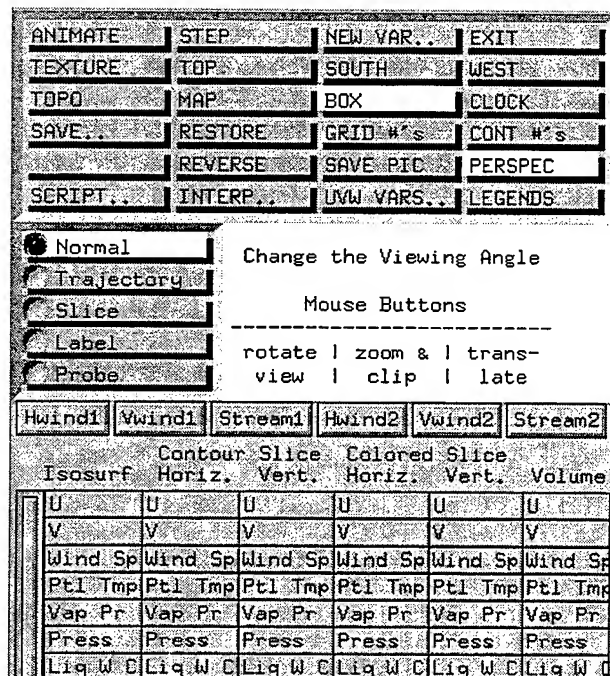 ANIMATE STEP NEW VAR.. EXIT
TEXTURE TOP SOUTH WEST
TOPO MAP BOX CLOCK
SAVE.. RESTORE GRID #'s CONT #'s
REVERSE SAVE PIC PERSPEC
SCRIPT.. INTERP.. UVW VARS.. LEGENDS
Normal
Trajectory
Slice
Label
Probe
Change the Viewing Angle
Mouse Buttons
rotate | zoom & | trans-
view | clip | late
Hwind1 Vwind1 Stream1 Hwind2 Vwind2 Stream2
Contour Slice Colored Slice
Isosurf Horiz. Vert. Horiz. Vert. Volume
U U U U U U
V V V V V V
Wind Sp Wind Sp Wind Sp Wind Sp Wind Sp Wind Sp
Ptl Tmp Ptl Tmp Ptl Tmp Ptl Tmp Ptl Tmp Ptl Tmp
Vap Pr Vap Pr Vap Pr Vap Pr Vap Pr Vap Pr
Press Press Press Press Press Press
Liq W C Liq W C Liq W C Liq W C Liq W C Liq W C